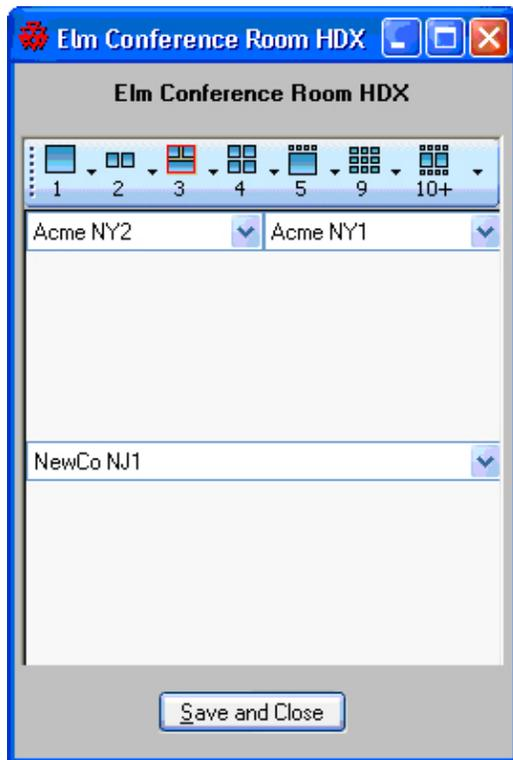 Elm Conference Room HDX
Elm Conference Room HDX
1 2 3 4 5 9 10+
Acme NY2 Acme NY1
NewCo NJ1
Save and Close